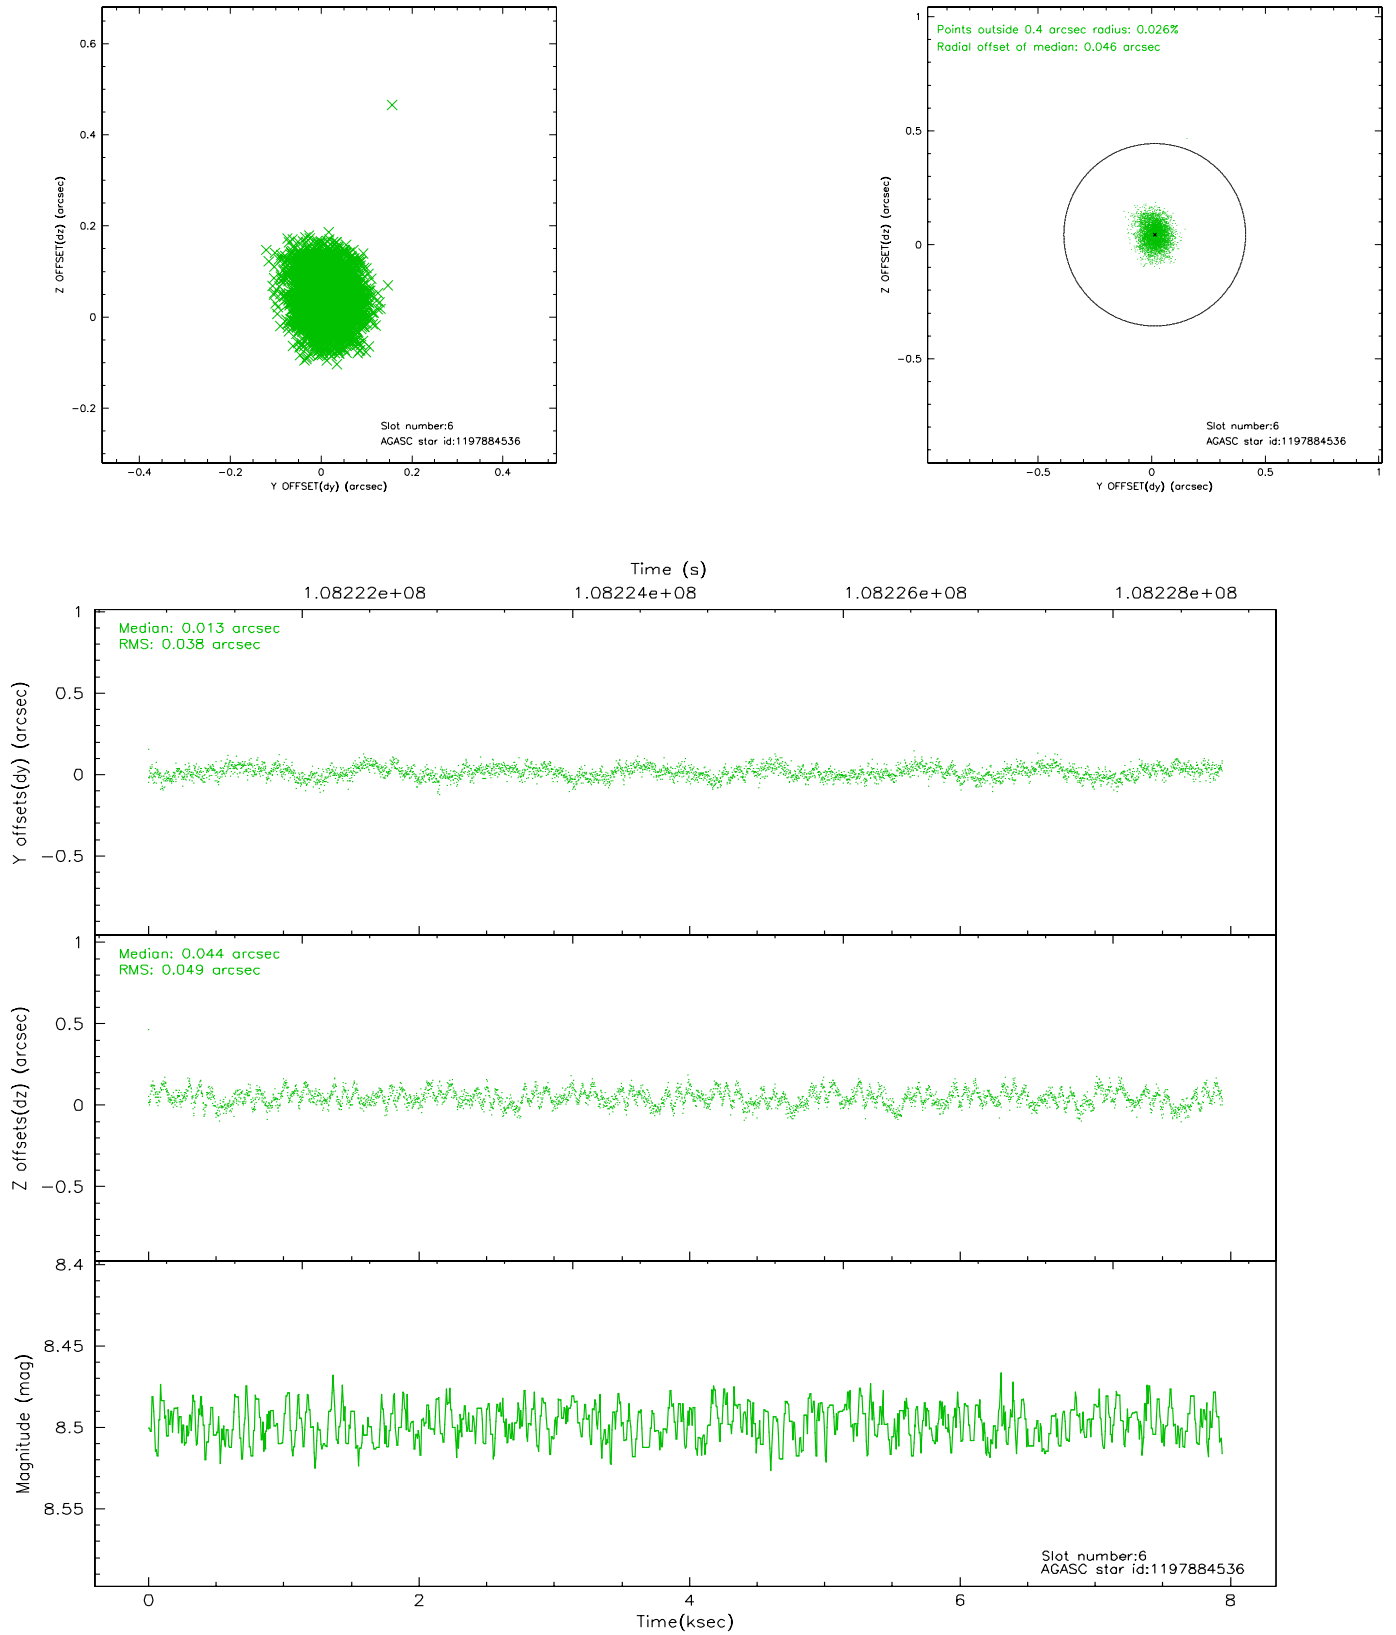 0.6
0.4
0.2
0
−0.2
Z OFFSET(dz) (arcsec)
Slot number:6
AGASC star id:1197884536
−0.4 −0.2 0 0.2 0.4
Y OFFSET(dy) (arcsec)
1
0.5
0
−0.5
Z OFFSET(dz) (arcsec)
Points outside 0.4 arcsec radius: 0.026%
Radial offset of median: 0.046 arcsec
Slot number:6
AGASC star id:1197884536
−0.5 0 0.5 1
Y OFFSET(dy) (arcsec)
Time (s)
1.08222e+08 1.08224e+08 1.08226e+08 1.08228e+08
1
0.5
0
−0.5
Y offsets(dy) (arcsec)
Median: 0.013 arcsec
RMS: 0.038 arcsec
1
0.5
0
−0.5
Z offsets(dz) (arcsec)
Median: 0.044 arcsec
RMS: 0.049 arcsec
8.4
8.45
8.5
8.55
Magnitude (mag)
Slot number:6
AGASC star id:1197884536
0 2 4 6 8
Time(ksec)